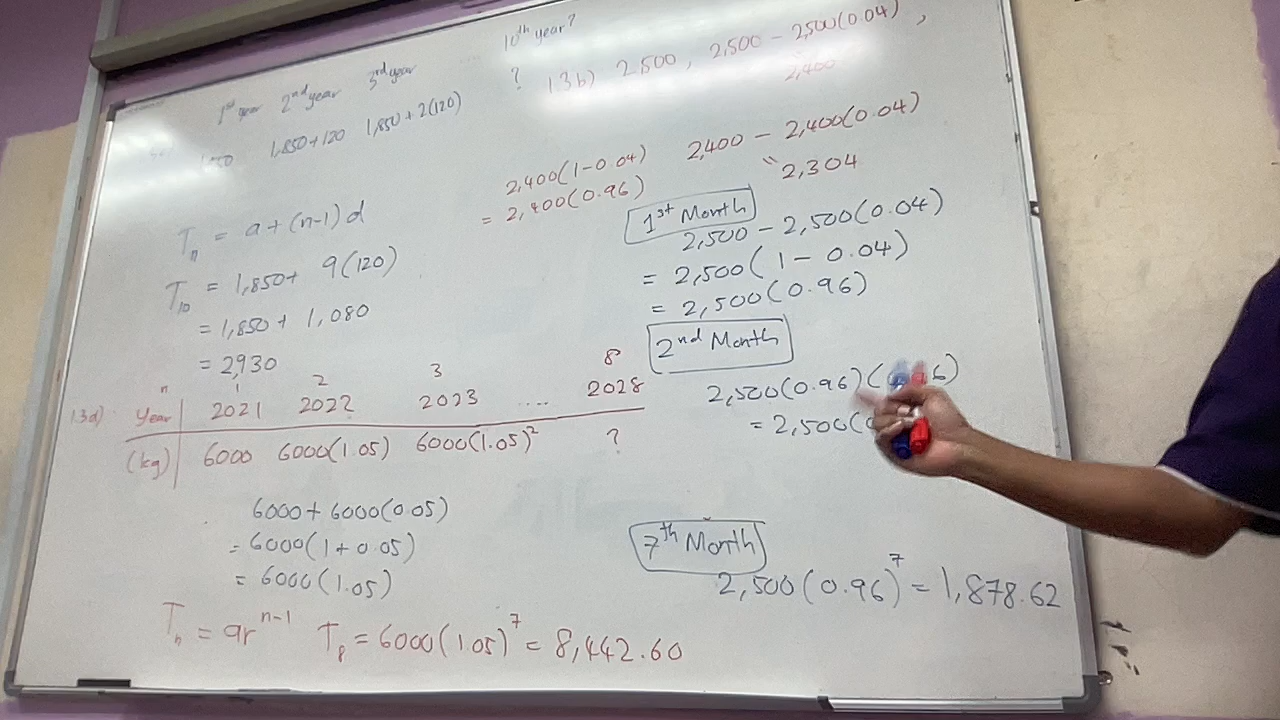 10th year?
1st year 2nd year 3rd year
1,850+120 1,850+2(120)
? 13b) 2,500, 2,500 - 2,500(0.04),
2,400
2,400(1-0.04)
= 2,400(0.96)
2,400 - 2,400(0.04)
2,304
Tn = a+(n-1)d
T10 = 1,850+ 9(120)
= 1,850+ 1,080
= 2,930
1st Month
2,500 - 2,500(0.04)
= 2,500(1 - 0.04)
= 2,500(0.96)
2nd Month
2,500(0.96)( 6)
= 2,500(
n 1 2 3 8
13d) Year 2021 2022 2023 .... 2028
(kg) 6000 6000(1.05) 6000(1.05)² ?
6000+6000(0.05)
= 6000(1+0.05)
= 6000(1.05)
Tn = ar^n-1 T8 = 6000(1.05)⁷ = 8,442.60
7th Month
2,500(0.96)⁷ = 1,878.62